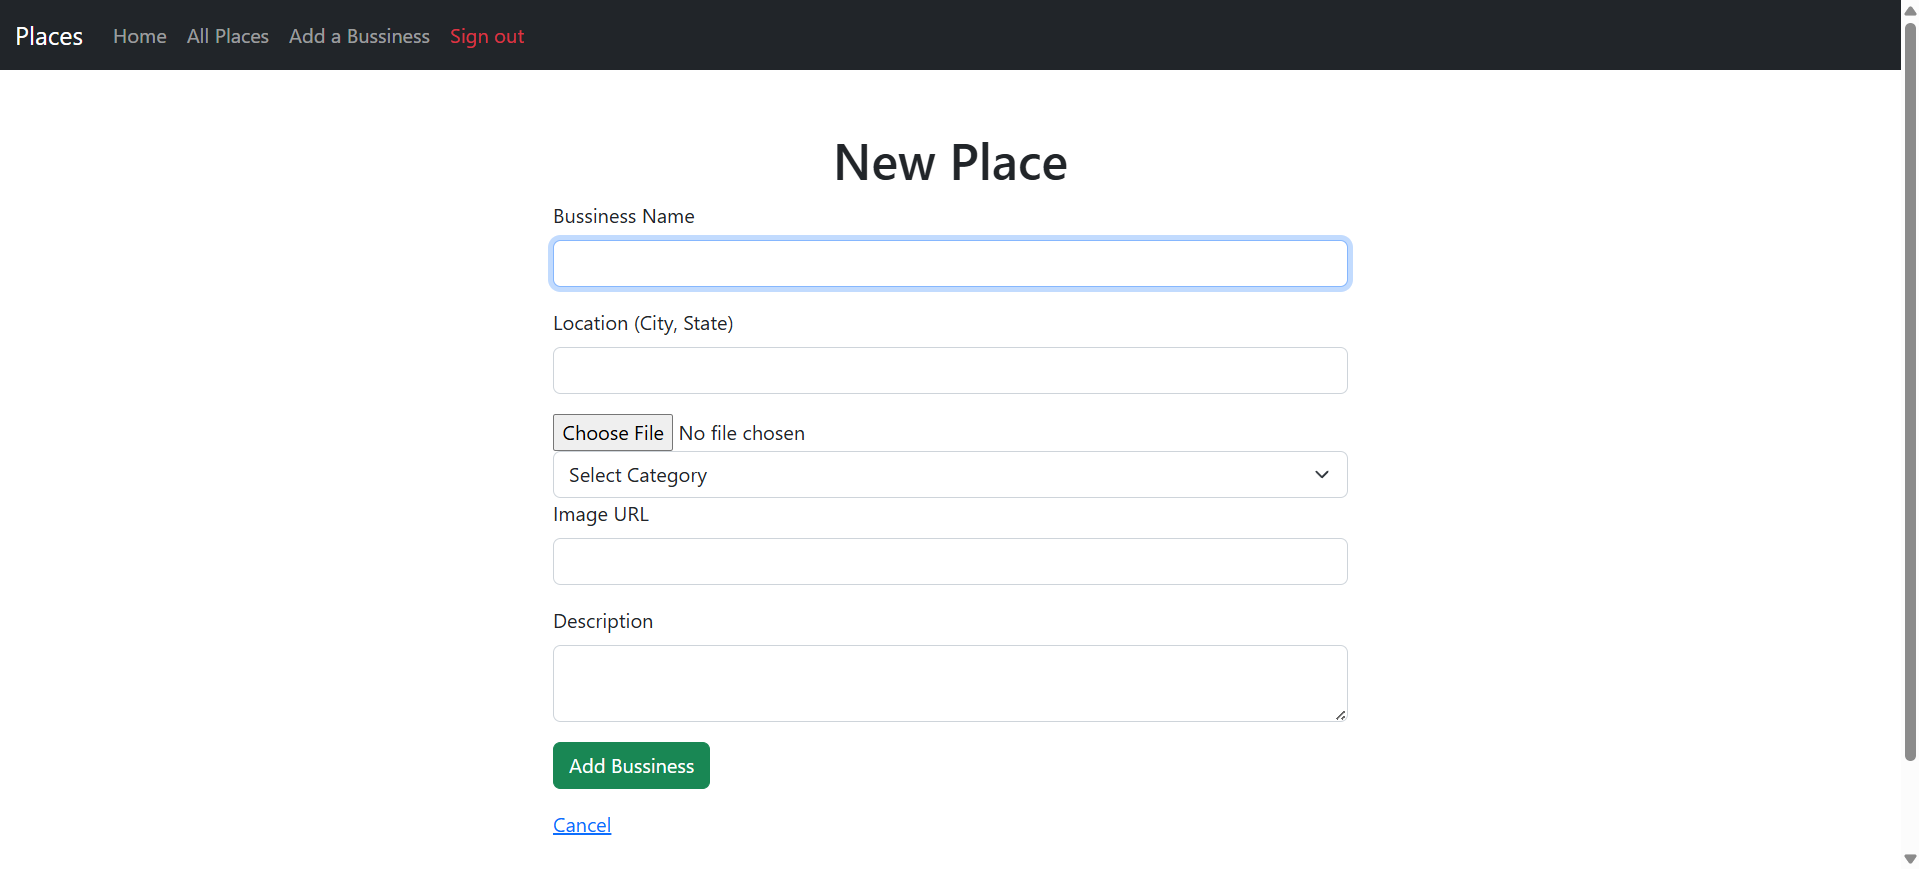 Places Home All Places Add a Bussiness Sign out
New Place
Bussiness Name
Location (City, State)
Choose File No file chosen
Select Category
Image URL
Description
Add Bussiness
Cancel